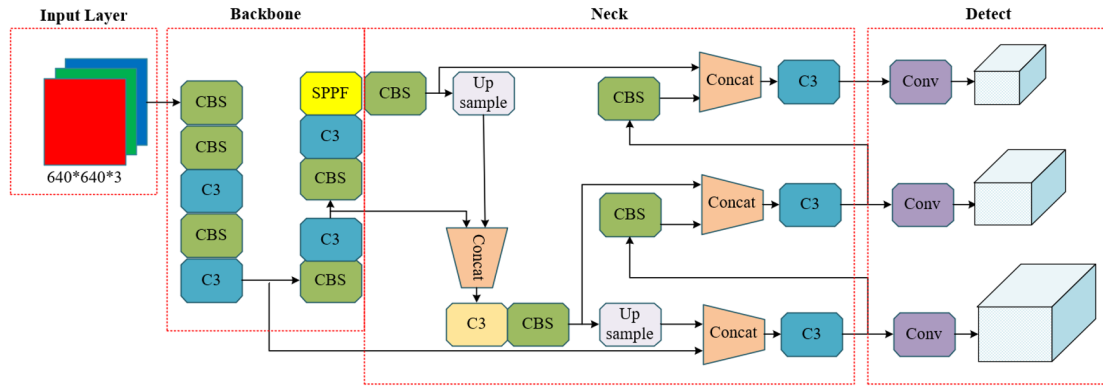 Input Layer
Backbone
Neck
Detect
640*640*3
CBS
CBS
C3
CBS
C3
SPPF
C3
CBS
C3
CBS
CBS
Up
sample
Concat
C3
CBS
Up
sample
CBS
Concat
C3
CBS
Concat
C3
Concat
C3
Conv
Conv
Conv